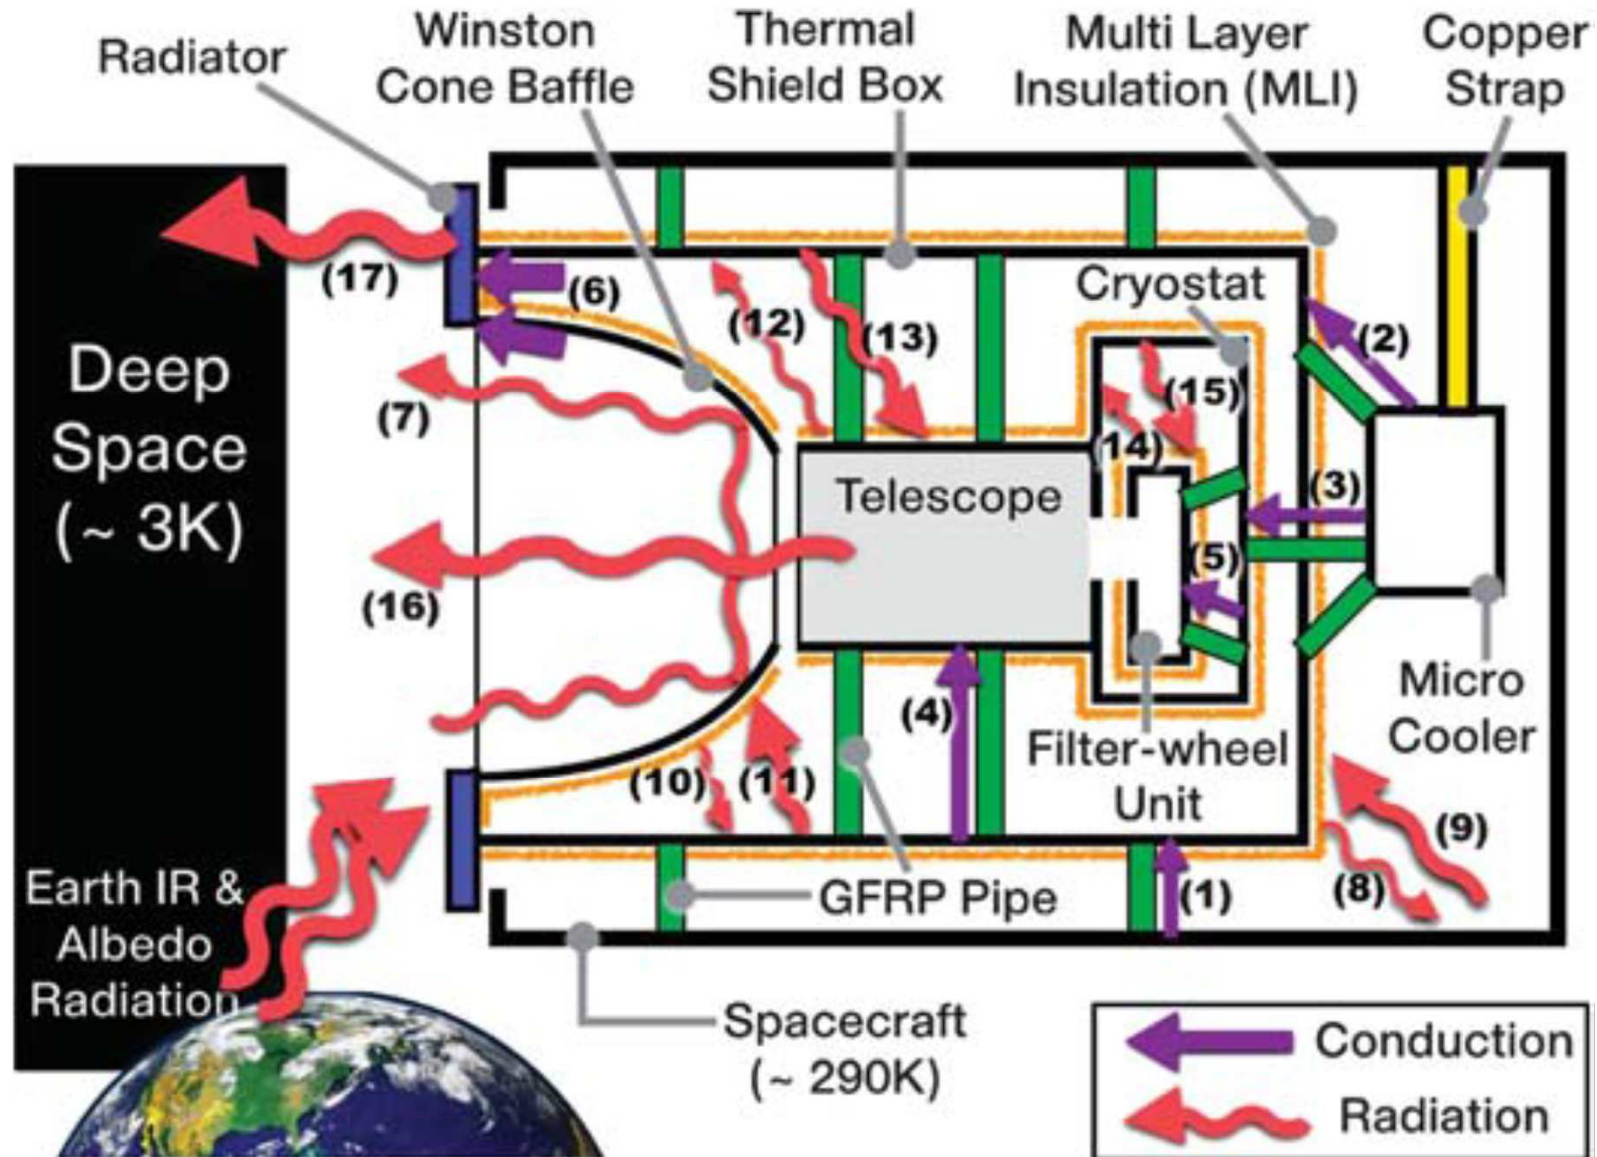 Radiator
Winston
Cone Baffle
Thermal
Shield Box
Multi Layer
Insulation (MLI)
Copper
Strap
(17)
(6)
(12)
(13)
Cryostat
(2)
(15)
(7)
(14)
Deep
Space
(~ 3K)
Telescope
(3)
(5)
(16)
(4)
Micro
Cooler
Filter-wheel
Unit
(10)
(11)
(9)
(8)
(1)
GFRP Pipe
Earth IR &
Albedo
Radiation
Spacecraft
(~ 290K)
Conduction
Radiation